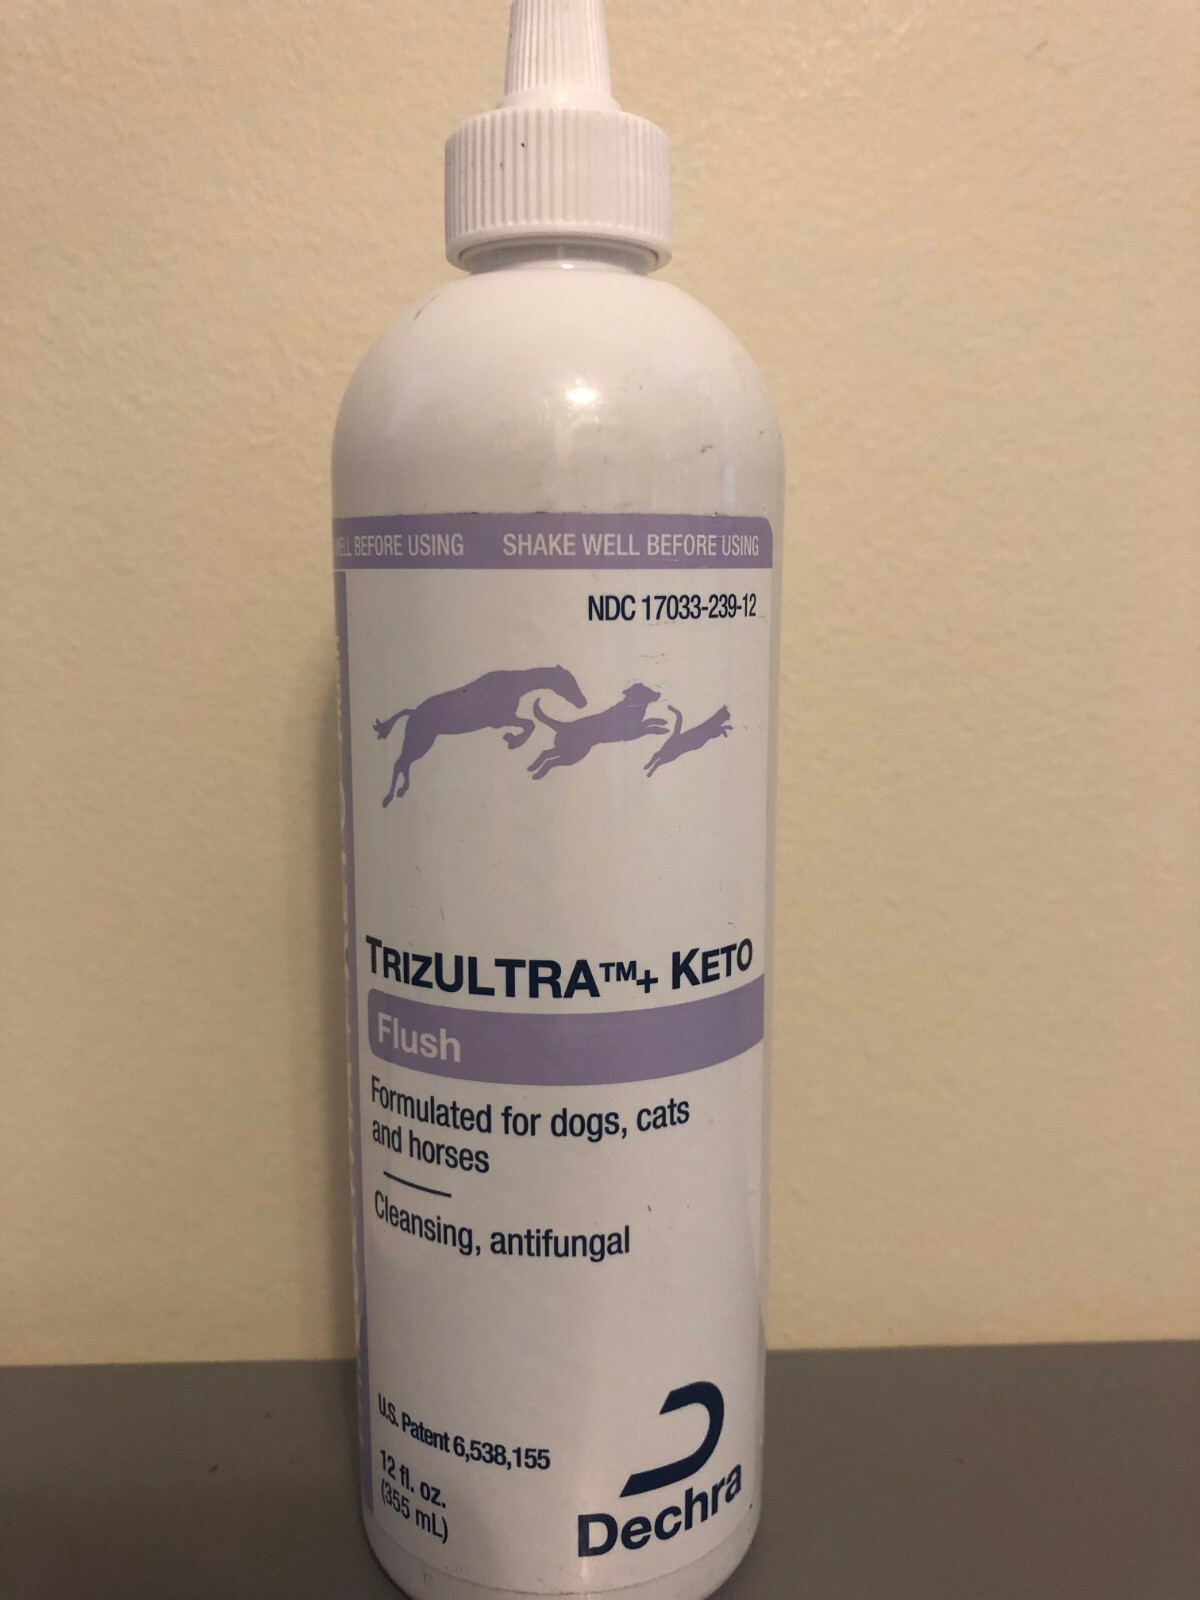 WELL BEFORE USING SHAKE WELL BEFORE USING
NDC 17033-239-12
TRIZULTRA™+ KETO
Flush
Formulated for dogs, cats
and horses
Cleansing, antifungal
U.S. Patent 6,538,155
12 fl. oz.
(355 mL)
Dechra